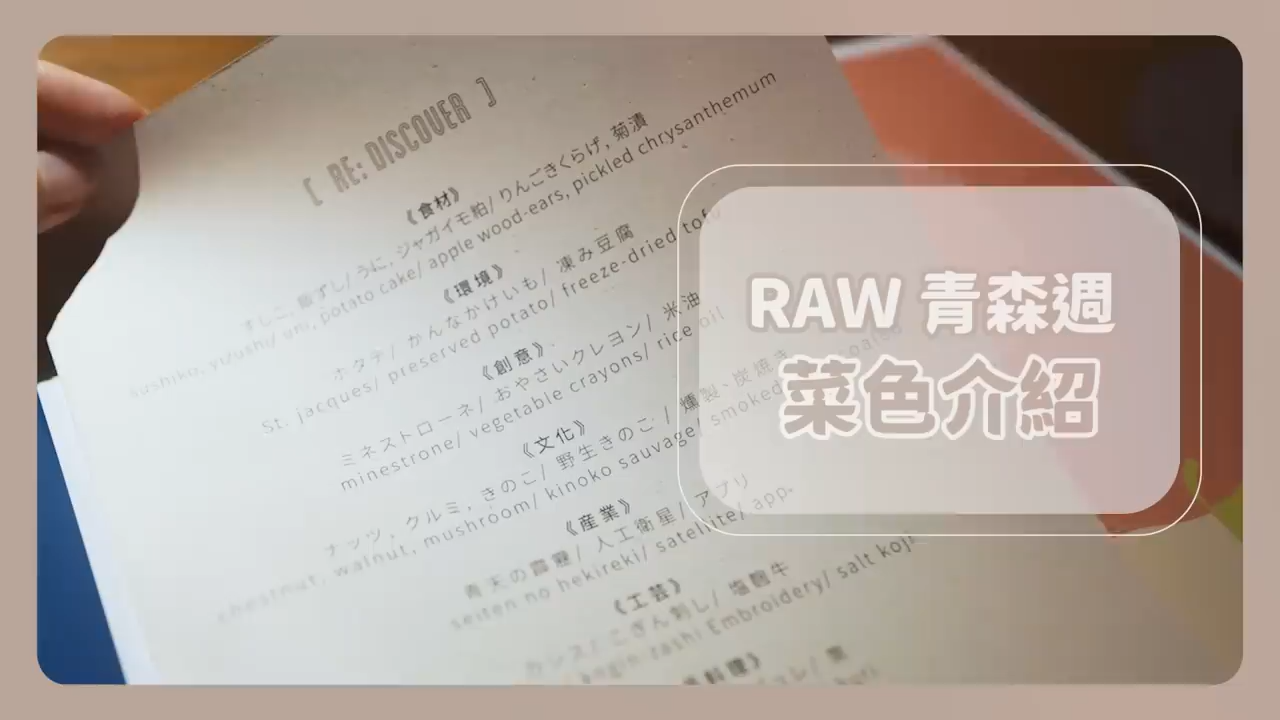 [ RE: DISCOVER ]
《食材》
すしこ, 飯ずし/ うに, ジャガイモ粕/ りんごきくらげ, 菊漬
sushiko, yuzushi/ uni, potato cake/ apple wood-ears, pickled chrysanthemum
《環境》
ホタテ/ かんなかけいも/ 凍み豆腐
St. jacques/ preserved potato/ freeze-dried tofu
《創意》
ミネストローネ/ おやさいクレヨン/ 米油
minestrone/ vegetable crayons/ rice oil
《文化》
ナッツ, クルミ, きのこ/ 野生きのこ / 燻製、炭焼き
chestnut, walnut, mushroom/ kinoko sauvage/ smoked
《産業》
青天の霹靂/ 人工衛星/ アプリ
seiten no hekireki/ satellite/ app.
《工芸》
こぎん刺し/ 塩麹牛
Embroidery/ salt koji
RAW 青森週
菜色介紹